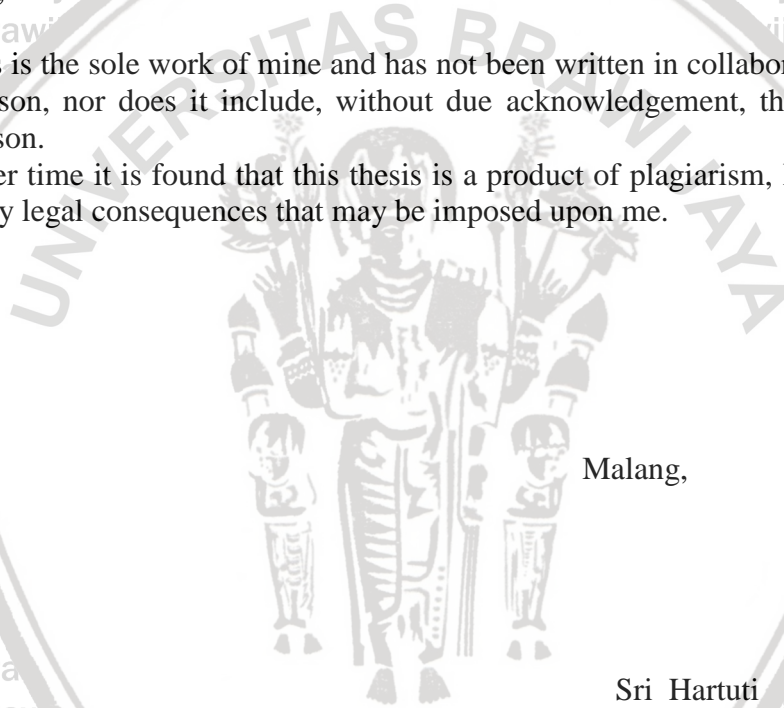 UNIVERSITAS BRAWIJAYA
is the sole work of mine and has not been written in collabor
son, nor does it include, without due acknowledgement, th
son.
er time it is found that this thesis is a product of plagiarism,
y legal consequences that may be imposed upon me.
Malang,
Sri Hartuti